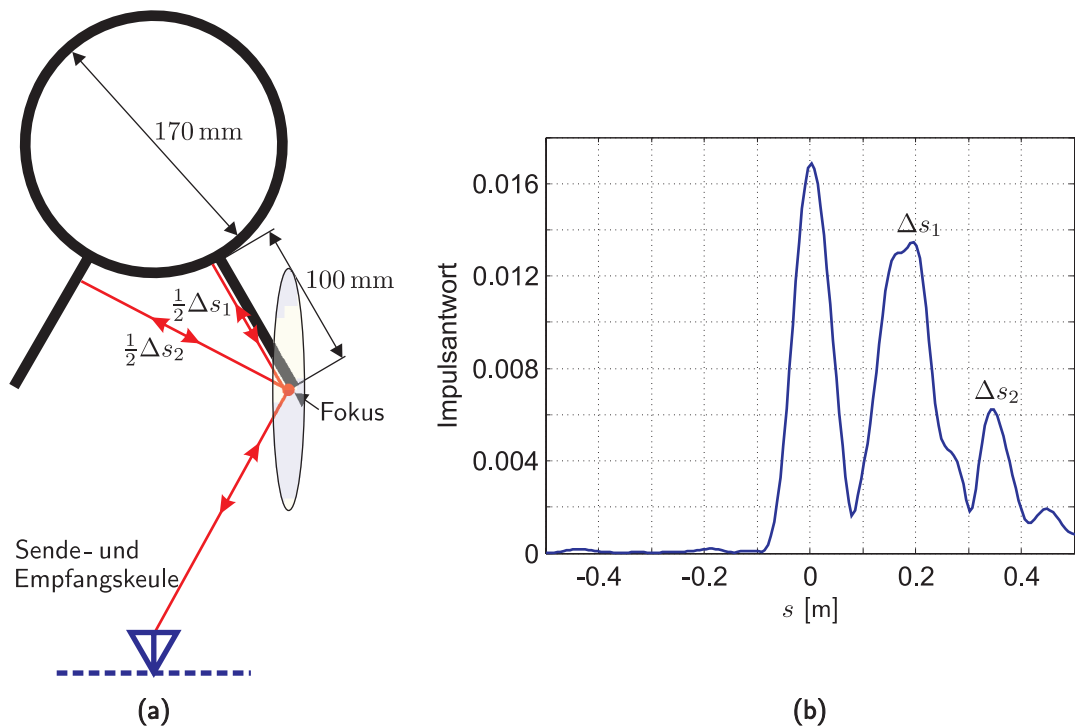 170 mm
100 mm
½Δs₁
½Δs₂
Fokus
Sende- und
Empfangskeule
(a)
Impulsantwort
0.016
0.012
0.008
0.004
0
-0.4
-0.2
0
0.2
0.4
s [m]
Δs₁
Δs₂
(b)